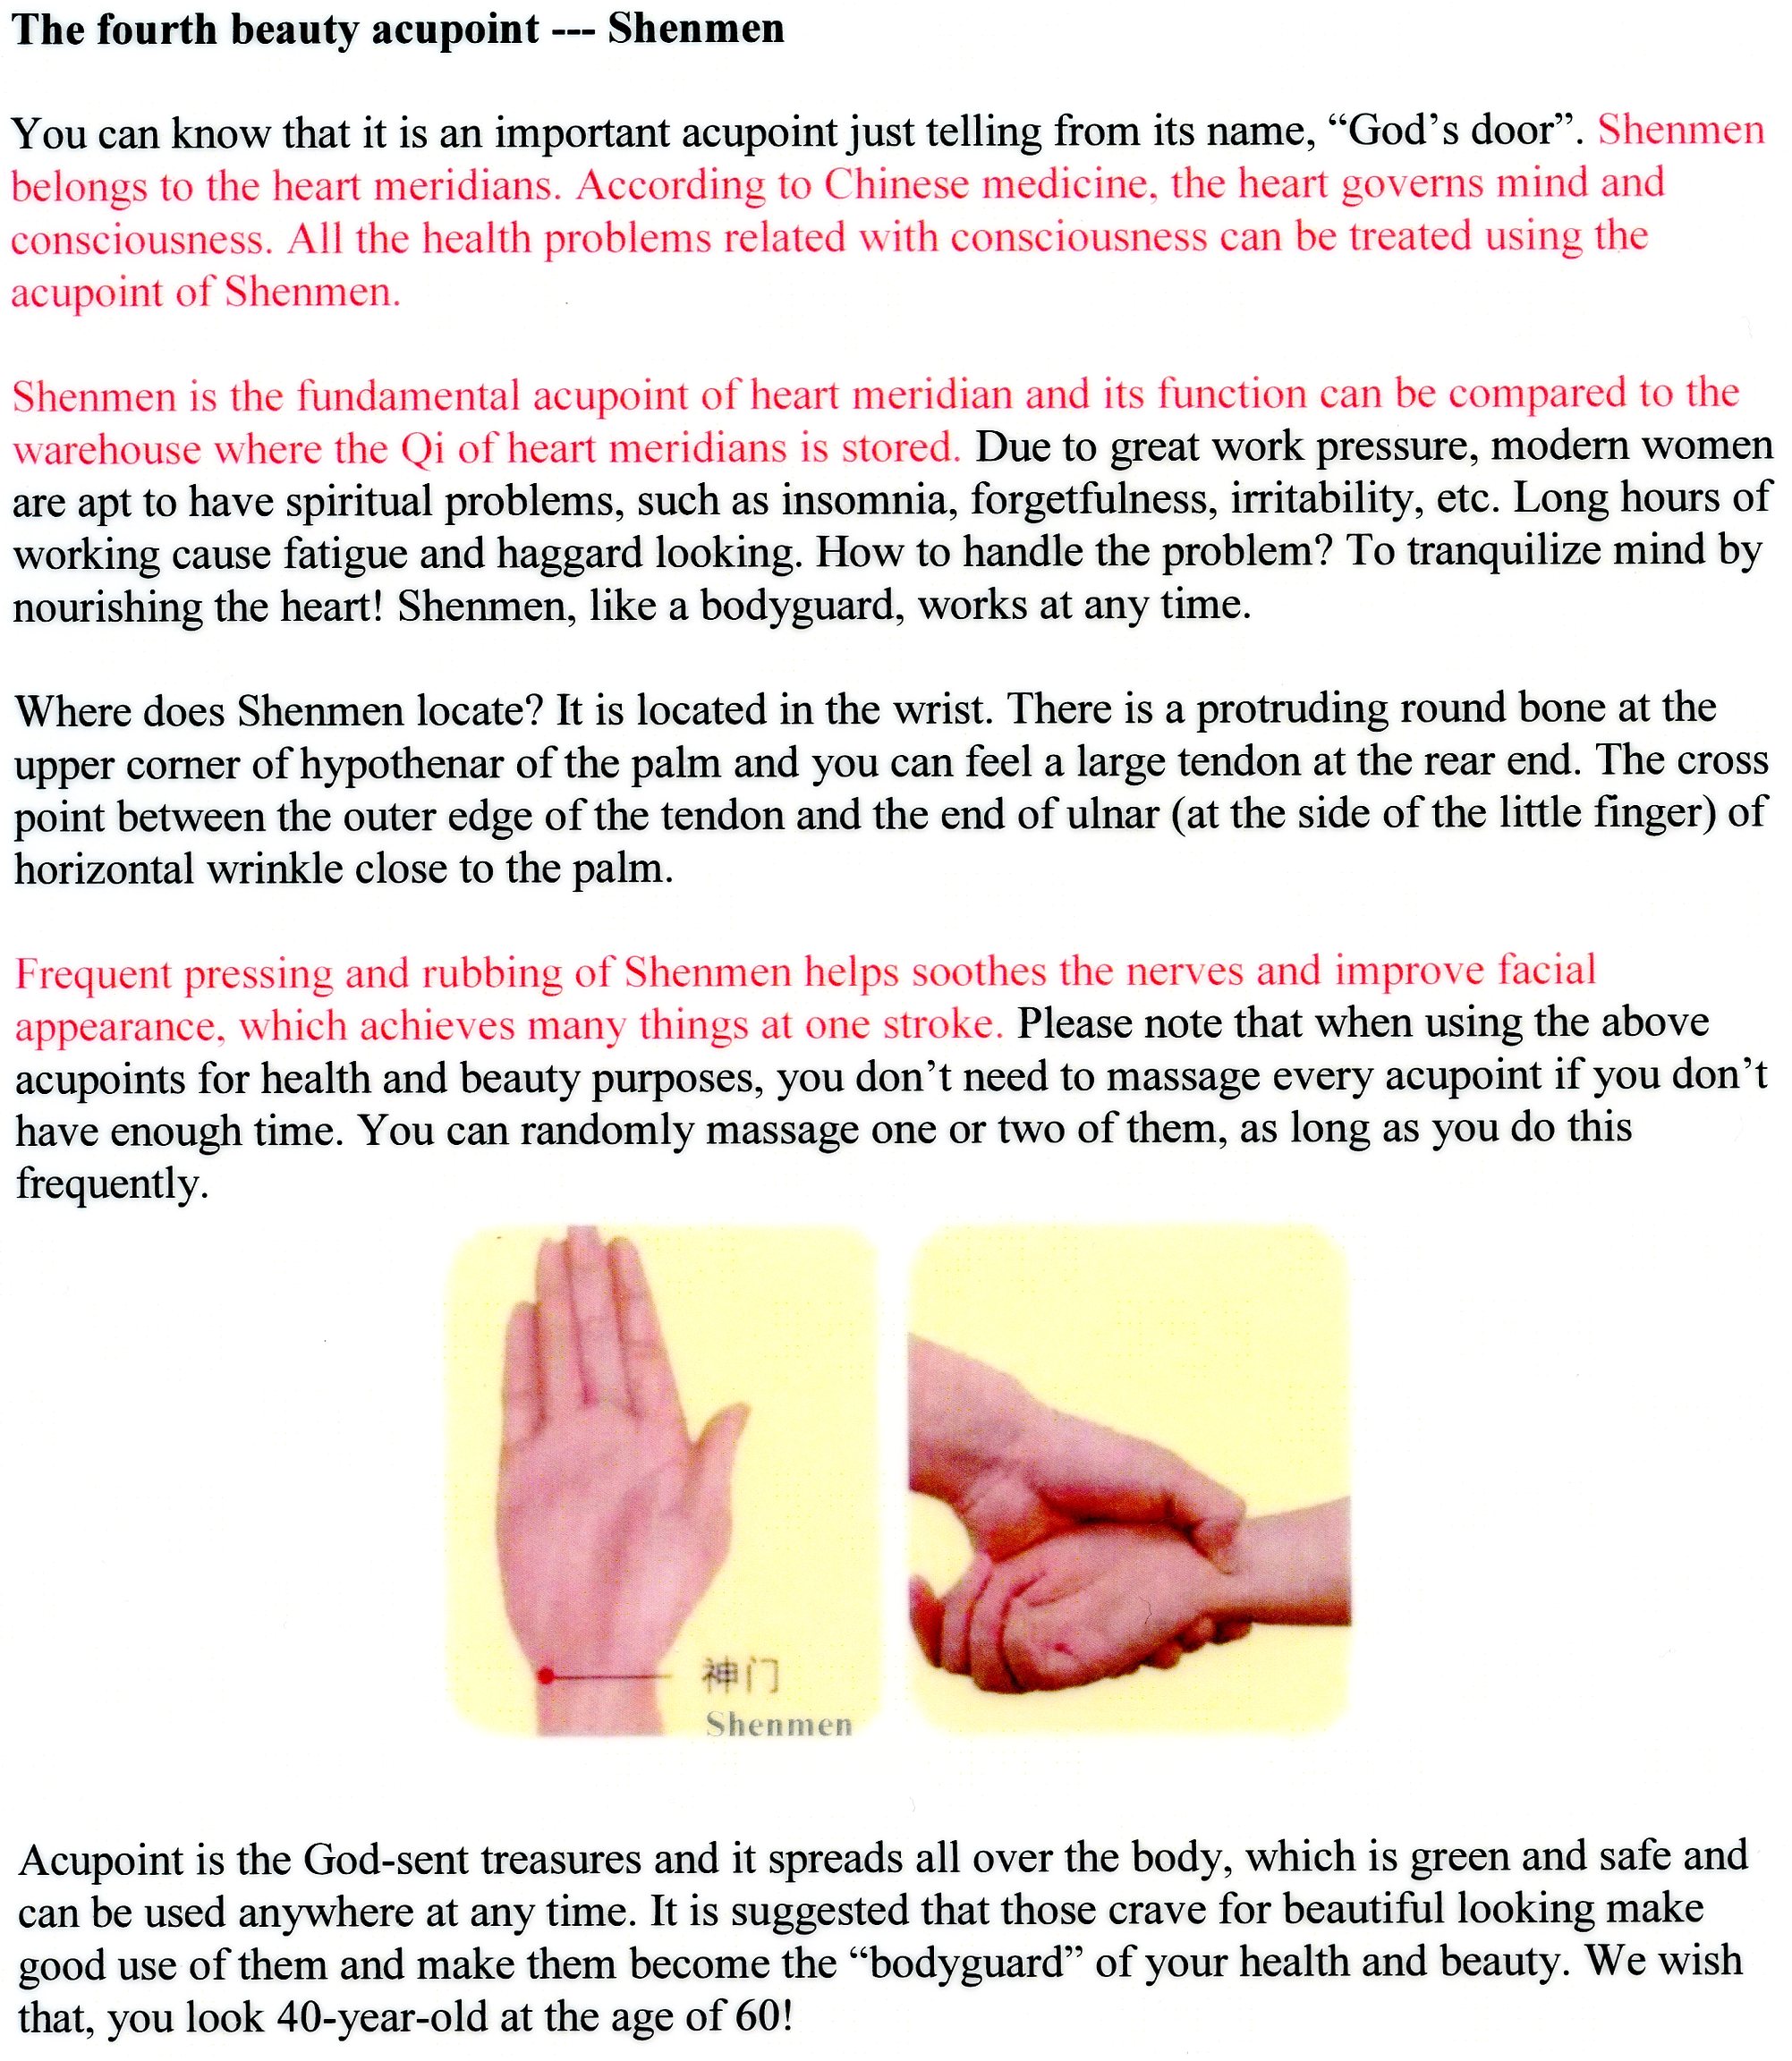 The fourth beauty acupoint --- Shenmen
You can know that it is an important acupoint just telling from its name, “God’s door”. Shenmen
belongs to the heart meridians. According to Chinese medicine, the heart governs mind and
consciousness. All the health problems related with consciousness can be treated using the
acupoint of Shenmen.
Shenmen is the fundamental acupoint of heart meridian and its function can be compared to the
warehouse where the Qi of heart meridians is stored. Due to great work pressure, modern women
are apt to have spiritual problems, such as insomnia, forgetfulness, irritability, etc. Long hours of
working cause fatigue and haggard looking. How to handle the problem? To tranquilize mind by
nourishing the heart! Shenmen, like a bodyguard, works at any time.
Where does Shenmen locate? It is located in the wrist. There is a protruding round bone at the
upper corner of hypothenar of the palm and you can feel a large tendon at the rear end. The cross
point between the outer edge of the tendon and the end of ulnar (at the side of the little finger) of
horizontal wrinkle close to the palm.
Frequent pressing and rubbing of Shenmen helps soothes the nerves and improve facial
appearance, which achieves many things at one stroke. Please note that when using the above
acupoints for health and beauty purposes, you don’t need to massage every acupoint if you don’t
have enough time. You can randomly massage one or two of them, as long as you do this
frequently.
神门
Shenmen
Acupoint is the God-sent treasures and it spreads all over the body, which is green and safe and
can be used anywhere at any time. It is suggested that those crave for beautiful looking make
good use of them and make them become the “bodyguard” of your health and beauty. We wish
that, you look 40-year-old at the age of 60!